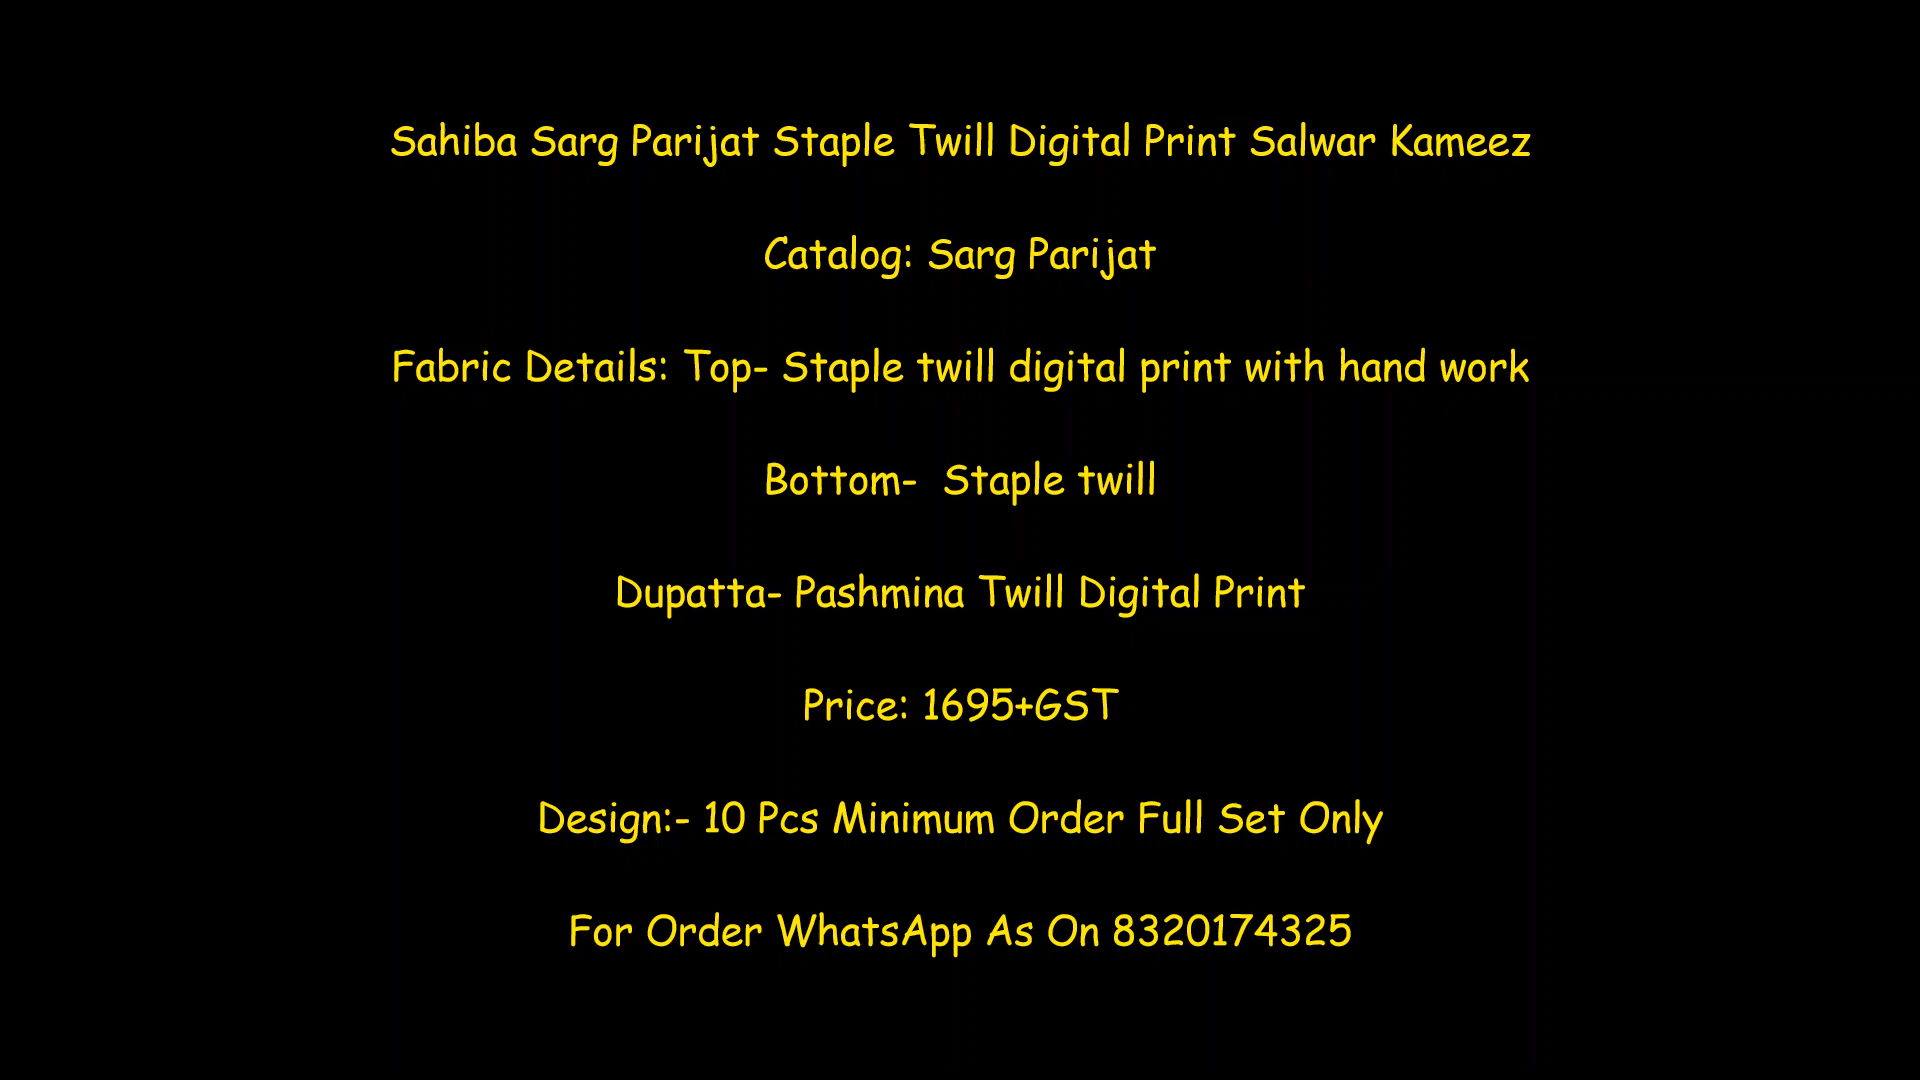 Sahiba Sarg Parijat Staple Twill Digital Print Salwar Kameez
Catalog: Sarg Parijat
Fabric Details: Top- Staple twill digital print with hand work
Bottom-  Staple twill
Dupatta- Pashmina Twill Digital Print
Price: 1695+GST
Design:- 10 Pcs Minimum Order Full Set Only
For Order WhatsApp As On 8320174325